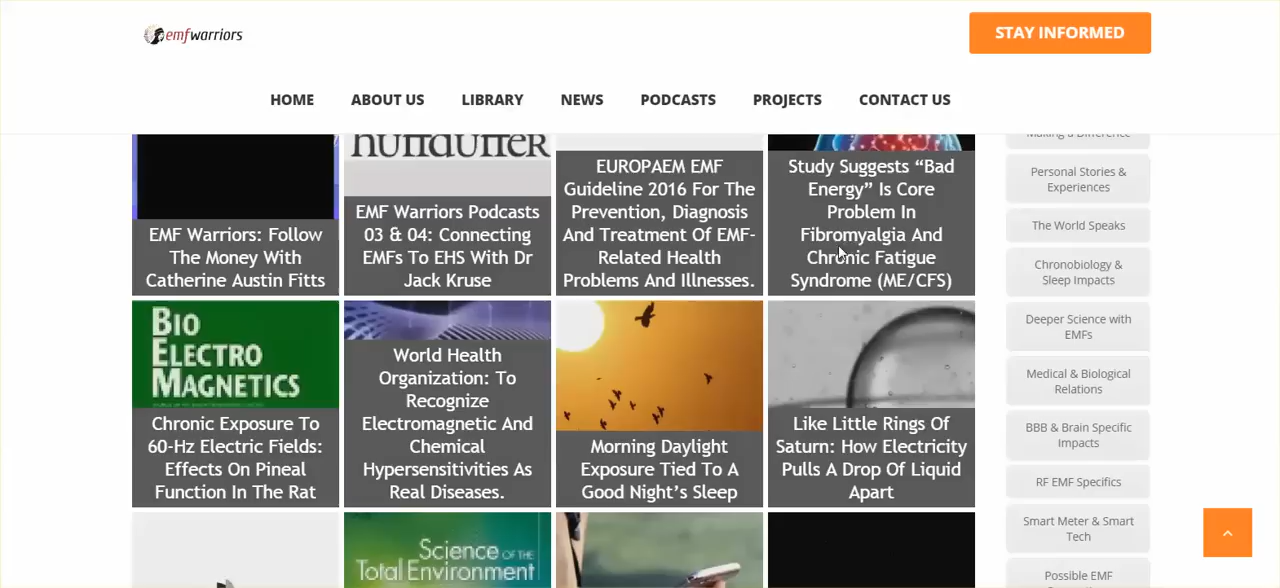 emfwarriors
STAY INFORMED
HOME
ABOUT US
LIBRARY
NEWS
PODCASTS
PROJECTS
CONTACT US
huffduffer
EMF Warriors: Follow
The Money With
Catherine Austin Fitts
EMF Warriors Podcasts
03 & 04: Connecting
EMFs To EHS With Dr
Jack Kruse
EUROPAEM EMF
Guideline 2016 For The
Prevention, Diagnosis
And Treatment Of EMF-
Related Health
Problems And Illnesses.
Study Suggests “Bad
Energy” Is Core
Problem In
Fibromyalgia And
Chronic Fatigue
Syndrome (ME/CFS)
BIO
ELECTRO
MAGNETICS
Chronic Exposure To
60-Hz Electric Fields:
Effects On Pineal
Function In The Rat
World Health
Organization: To
Recognize
Electromagnetic And
Chemical
Hypersensitivities As
Real Diseases.
Morning Daylight
Exposure Tied To A
Good Night’s Sleep
Like Little Rings Of
Saturn: How Electricity
Pulls A Drop Of Liquid
Apart
Science OF THE
Total Environment
Making a Difference
Personal Stories &
Experiences
The World Speaks
Chronobiology &
Sleep Impacts
Deeper Science with
EMFs
Medical & Biological
Relations
BBB & Brain Specific
Impacts
RF EMF Specifics
Smart Meter & Smart
Tech
Possible EMF